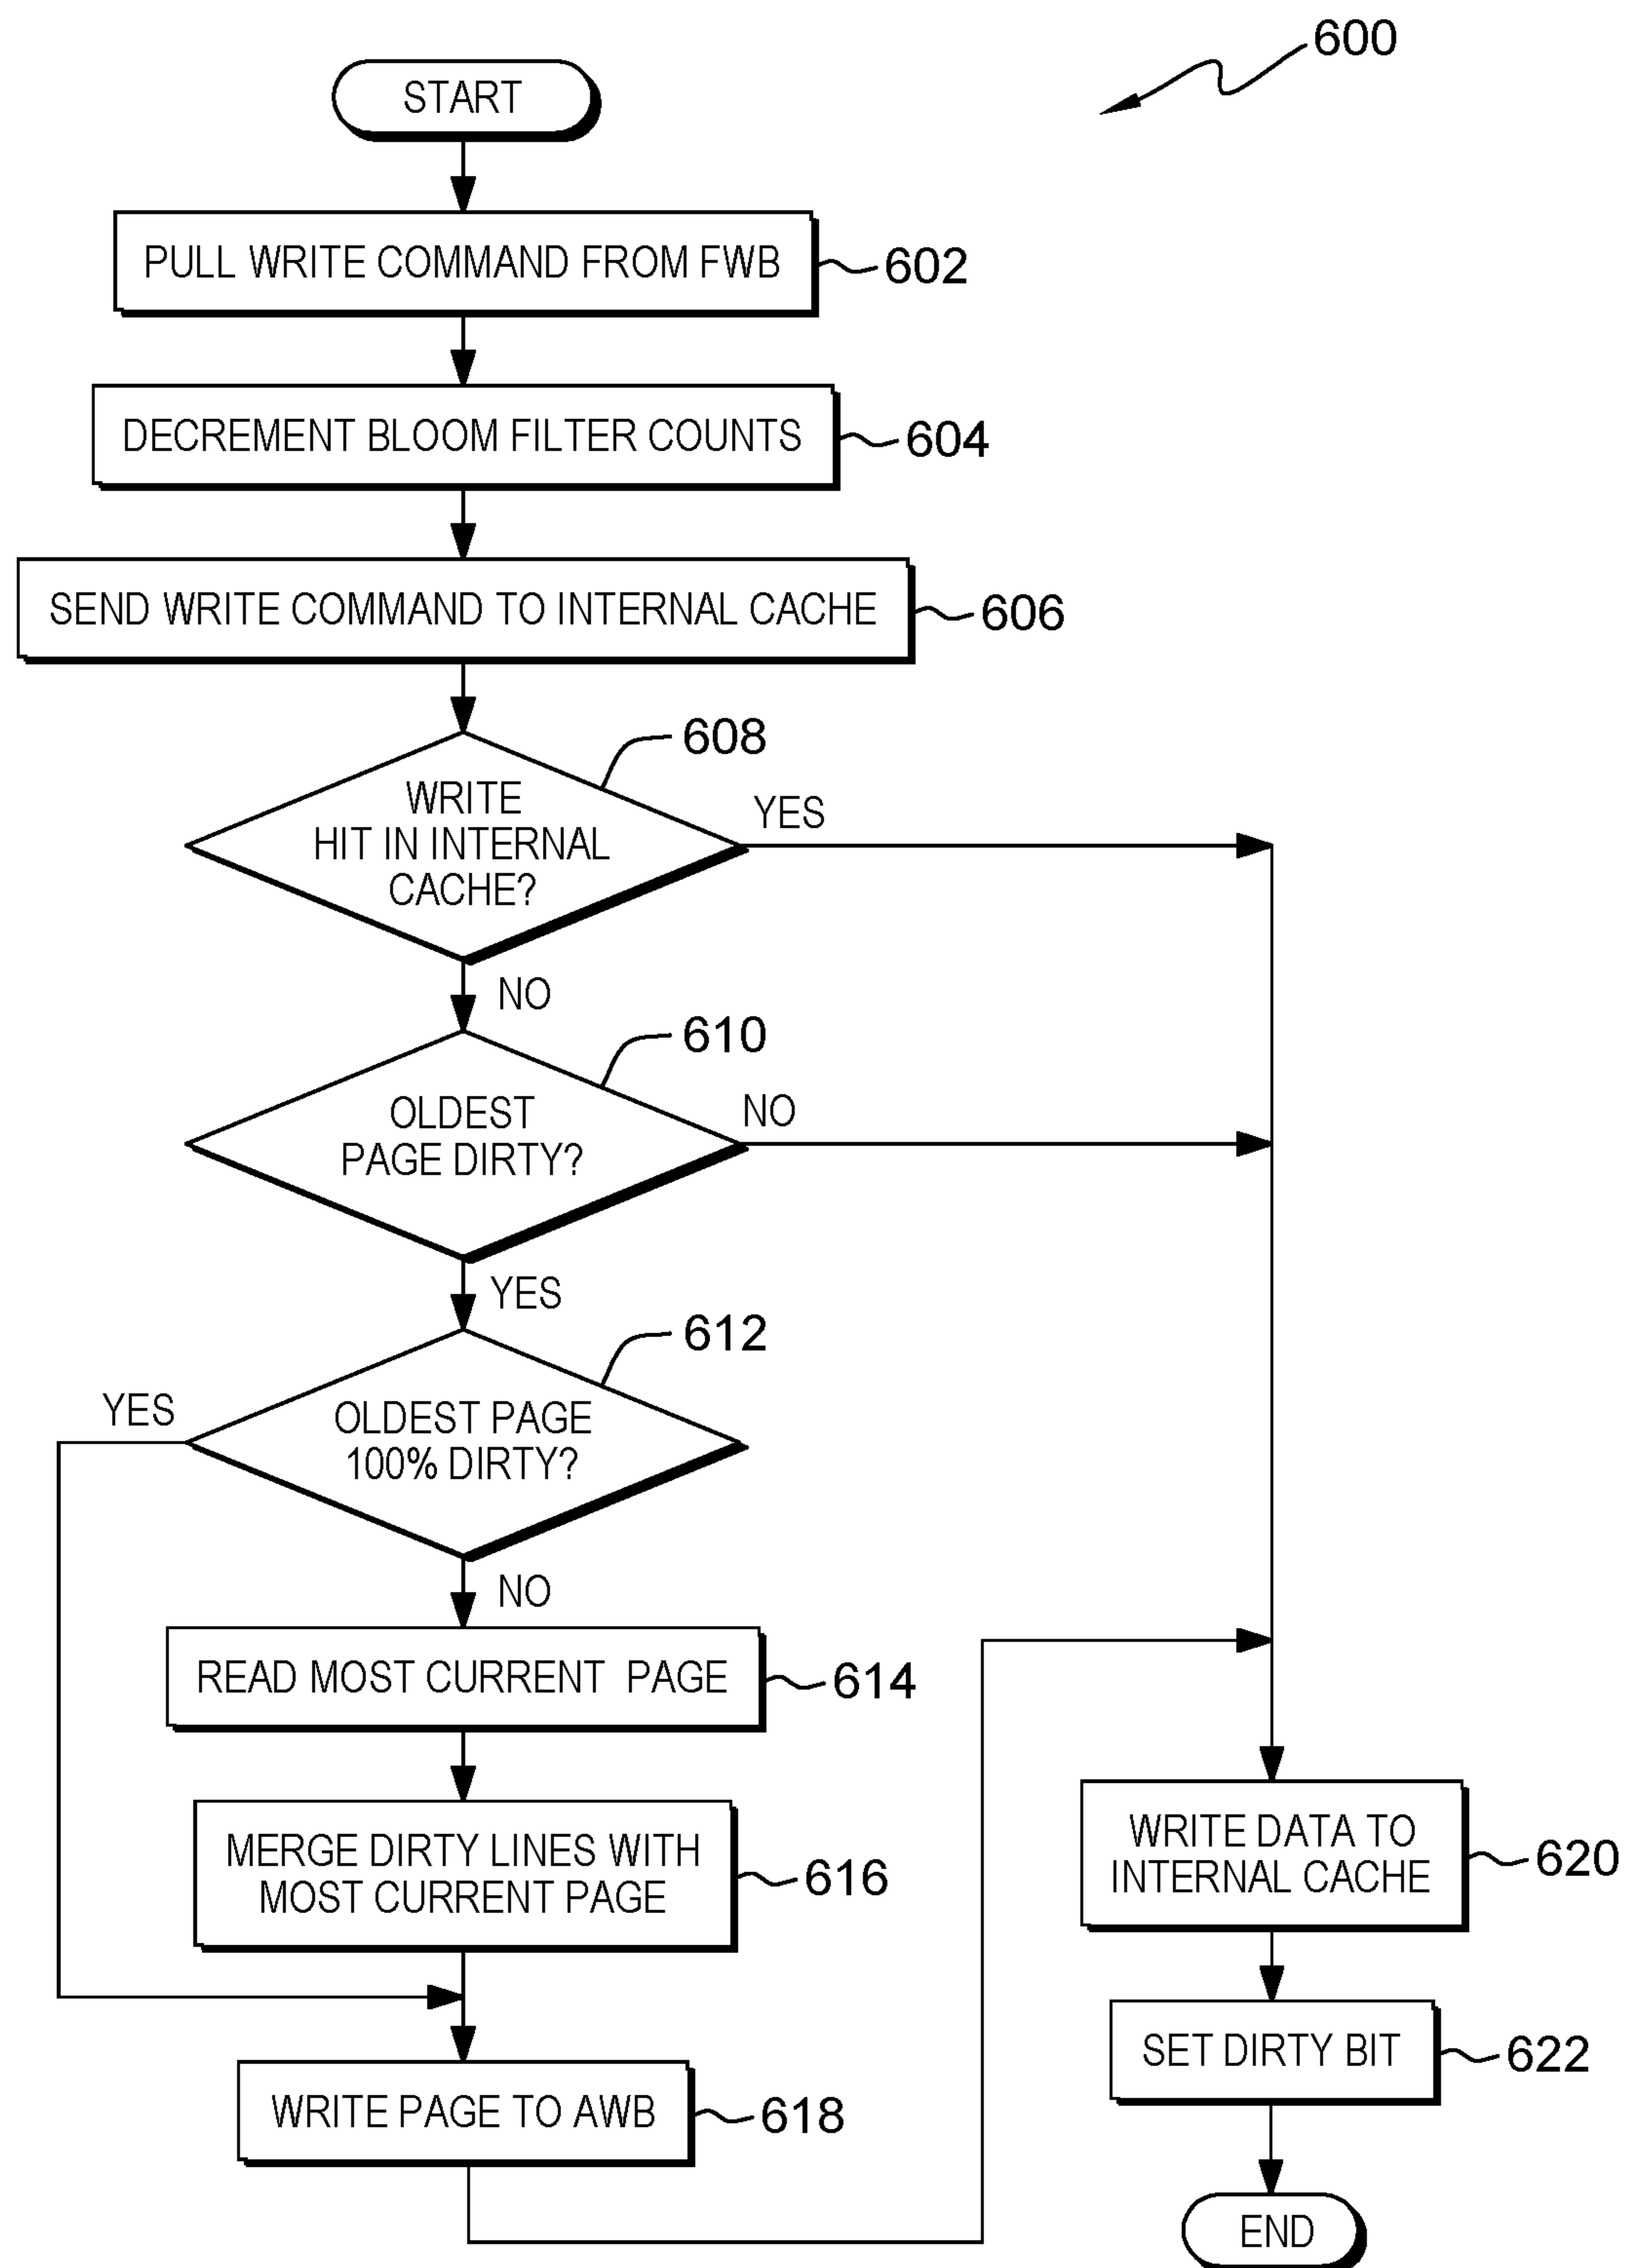 600
START
PULL WRITE COMMAND FROM FWB
602
DECREMENT BLOOM FILTER COUNTS
604
SEND WRITE COMMAND TO INTERNAL CACHE
606
608
WRITE
HIT IN INTERNAL
CACHE?
YES
NO
610
OLDEST
PAGE DIRTY?
NO
YES
612
OLDEST PAGE
100% DIRTY?
YES
NO
READ MOST CURRENT PAGE
614
MERGE DIRTY LINES WITH
MOST CURRENT PAGE
616
WRITE PAGE TO AWB
618
WRITE DATA TO
INTERNAL CACHE
620
SET DIRTY BIT
622
END